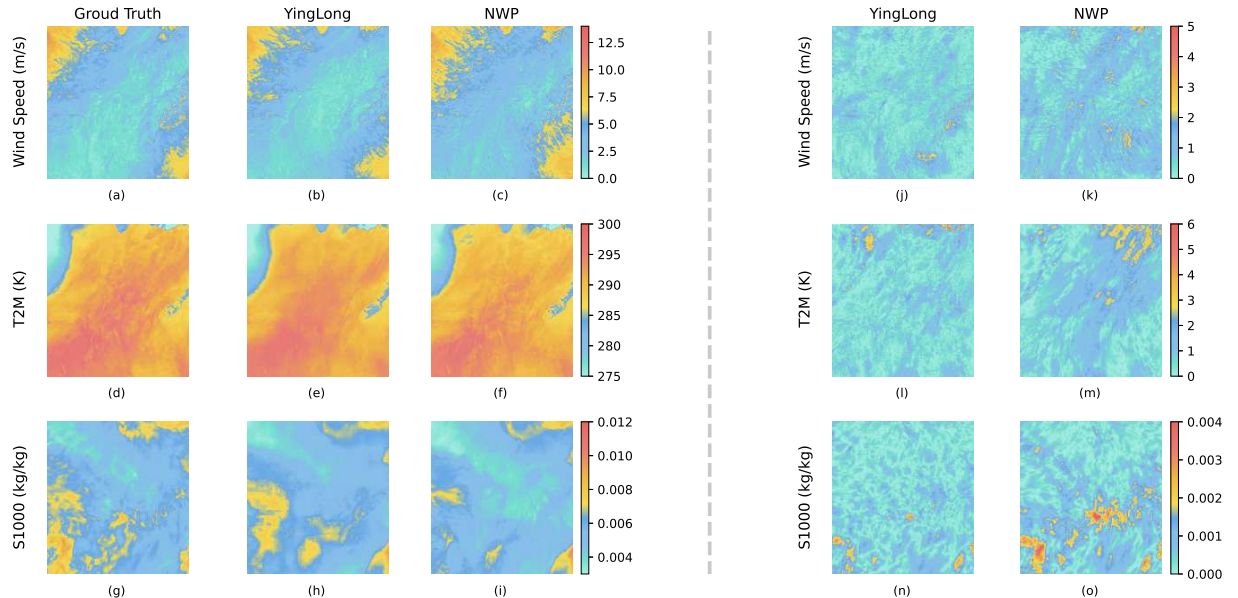 Groud Truth YingLong NWP YingLong NWP
Wind Speed (m/s) 12.5 10.0 7.5 5.0 2.5 0.0 Wind Speed (m/s) 5 4 3 2 1 0
(a) (b) (c) (j) (k)
T2M (K) 300 295 290 285 280 275 T2M (K) 6 5 4 3 2 1 0
(d) (e) (f) (l) (m)
S1000 (kg/kg) 0.012 0.010 0.008 0.006 0.004 S1000 (kg/kg) 0.004 0.003 0.002 0.001 0.000
(g) (h) (i) (n) (o)